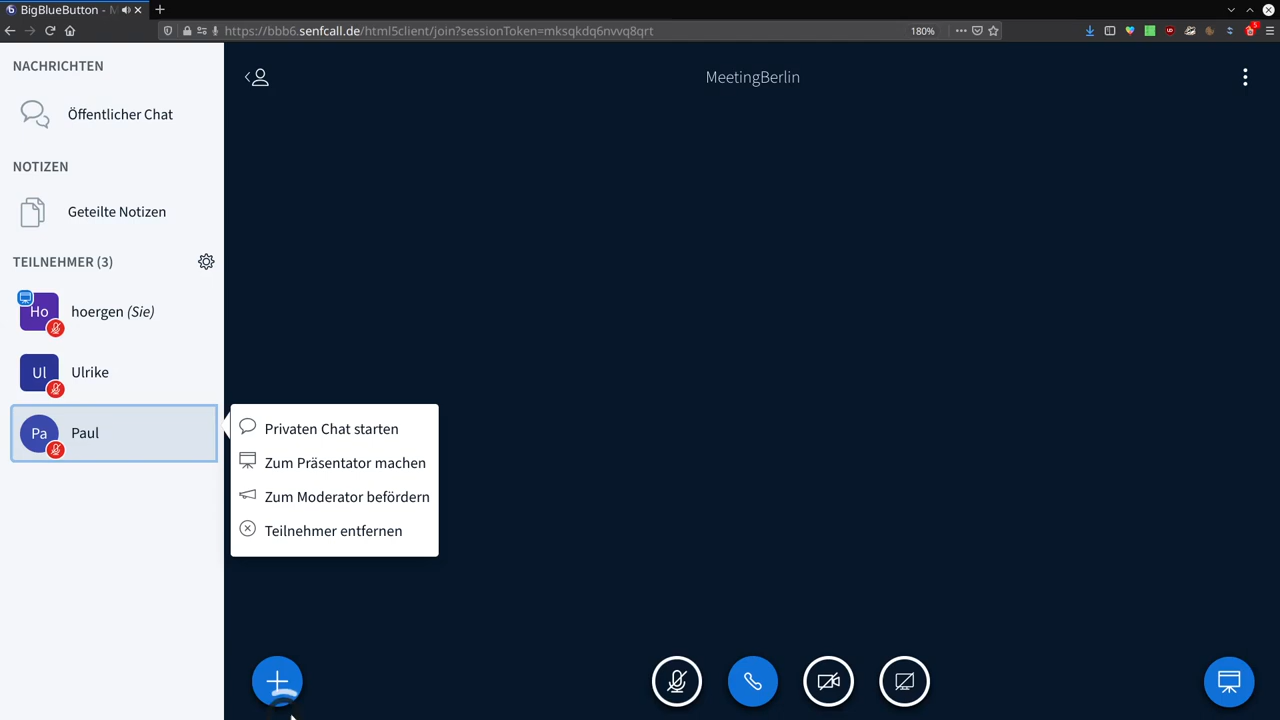 BigBlueButton - M
https://bbb6.senfcall.de/html5client/join?sessionToken=mksqkdq6nvvq8qrt
180%
5
NACHRICHTEN
Öffentlicher Chat
NOTIZEN
Geteilte Notizen
TEILNEHMER (3)
Ho
hoergen (Sie)
Ul
Ulrike
Pa
Paul
MeetingBerlin
Privaten Chat starten
Zum Präsentator machen
Zum Moderator befördern
Teilnehmer entfernen